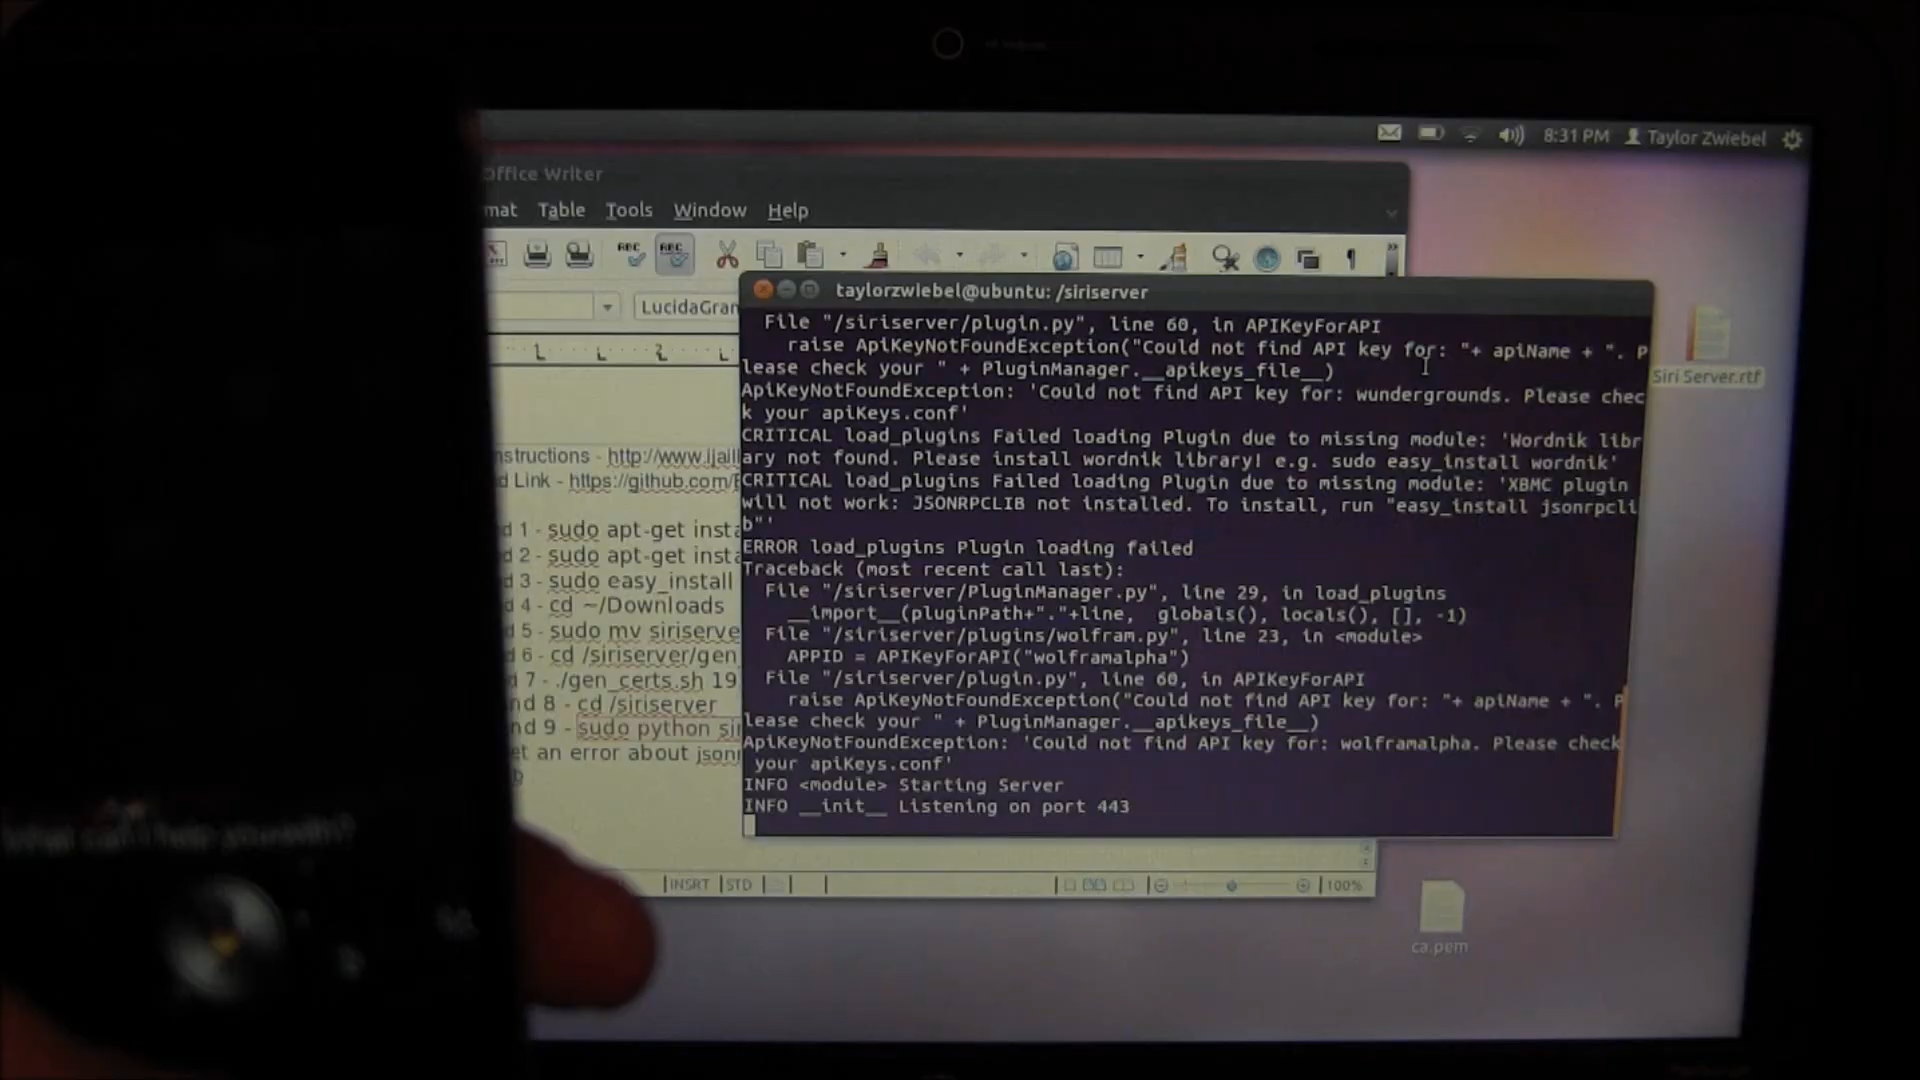 8:31 PM Taylor Zwiebel
Office Writer
mat Table Tools Window Help
ABC ABC
LucidaGran
taylorzwiebel@ubuntu: /siriserver
File "/siriserver/plugin.py", line 60, in APIKeyForAPI
raise ApiKeyNotFoundException("Could not find API key for: "+ apiName + ". P
lease check your " + PluginManager.__apikeys_file__)
ApiKeyNotFoundException: 'Could not find API key for: wundergrounds. Please chec
k your apiKeys.conf'
CRITICAL load_plugins Failed loading Plugin due to missing module: 'Wordnik libr
ary not found. Please install wordnik library! e.g. sudo easy_install wordnik'
CRITICAL load_plugins Failed loading Plugin due to missing module: 'XBMC plugin
will not work: JSONRPCLIB not installed. To install, run "easy_install jsonrpcli
b"'
ERROR load_plugins Plugin loading failed
Traceback (most recent call last):
File "/siriserver/PluginManager.py", line 29, in load_plugins
__import__(pluginPath+"."+line, globals(), locals(), [], -1)
File "/siriserver/plugins/wolfram.py", line 23, in <module>
APPID = APIKeyForAPI("wolframalpha")
File "/siriserver/plugin.py", line 60, in APIKeyForAPI
raise ApiKeyNotFoundException("Could not find API key for: "+ apiName + ". P
lease check your " + PluginManager.__apikeys_file__)
ApiKeyNotFoundException: 'Could not find API key for: wolframalpha. Please check
your apiKeys.conf'
INFO <module> Starting Server
INFO __init__ Listening on port 443
Siri Server.rtf
nstructions - http://www.ijail
d Link - https://github.com/
d 1 - sudo apt-get insta
d 2 - sudo apt-get insta
d 3 - sudo easy_install
d 4 - cd ~/Downloads
d 5 - sudo mv siriserve
d 6 - cd /siriserver/gen_
d 7 - ./gen_certs.sh 19
nd 8 - cd /siriserver
nd 9 - sudo python sir
et an error about jsonr
b
What can I help you with?
INSRT STD 100%
ca.pem